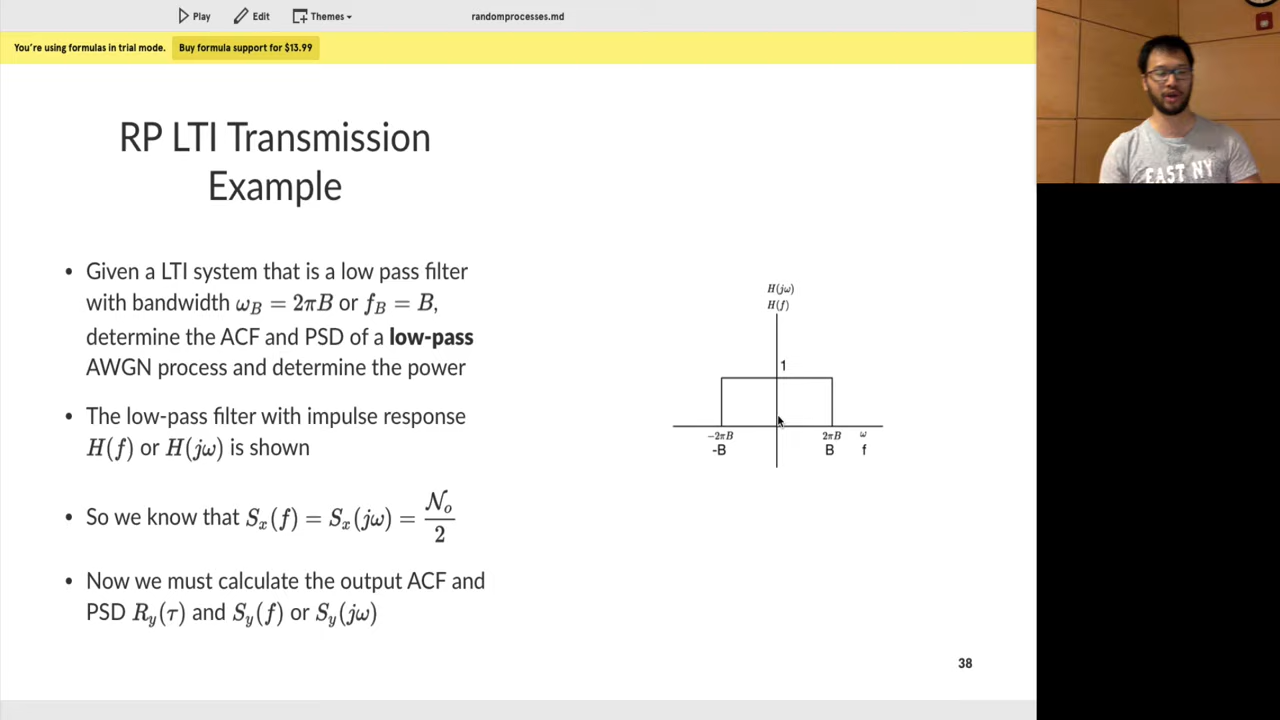 Play Edit Themes randomprocesses.md
You're using formulas in trial mode. Buy formula support for $13.99
RP LTI Transmission
Example
• Given a LTI system that is a low pass filter
with bandwidth ω_B = 2πB or f_B = B,
determine the ACF and PSD of a low-pass
AWGN process and determine the power
• The low-pass filter with impulse response
H(f) or H(jω) is shown
• So we know that S_x(f) = S_x(jω) = 𝒩_o/2
• Now we must calculate the output ACF and
PSD R_y(τ) and S_y(f) or S_y(jω)
H(jω)
H(f)
1
−2πB 2πB ω
-B B f
38
EAST NY